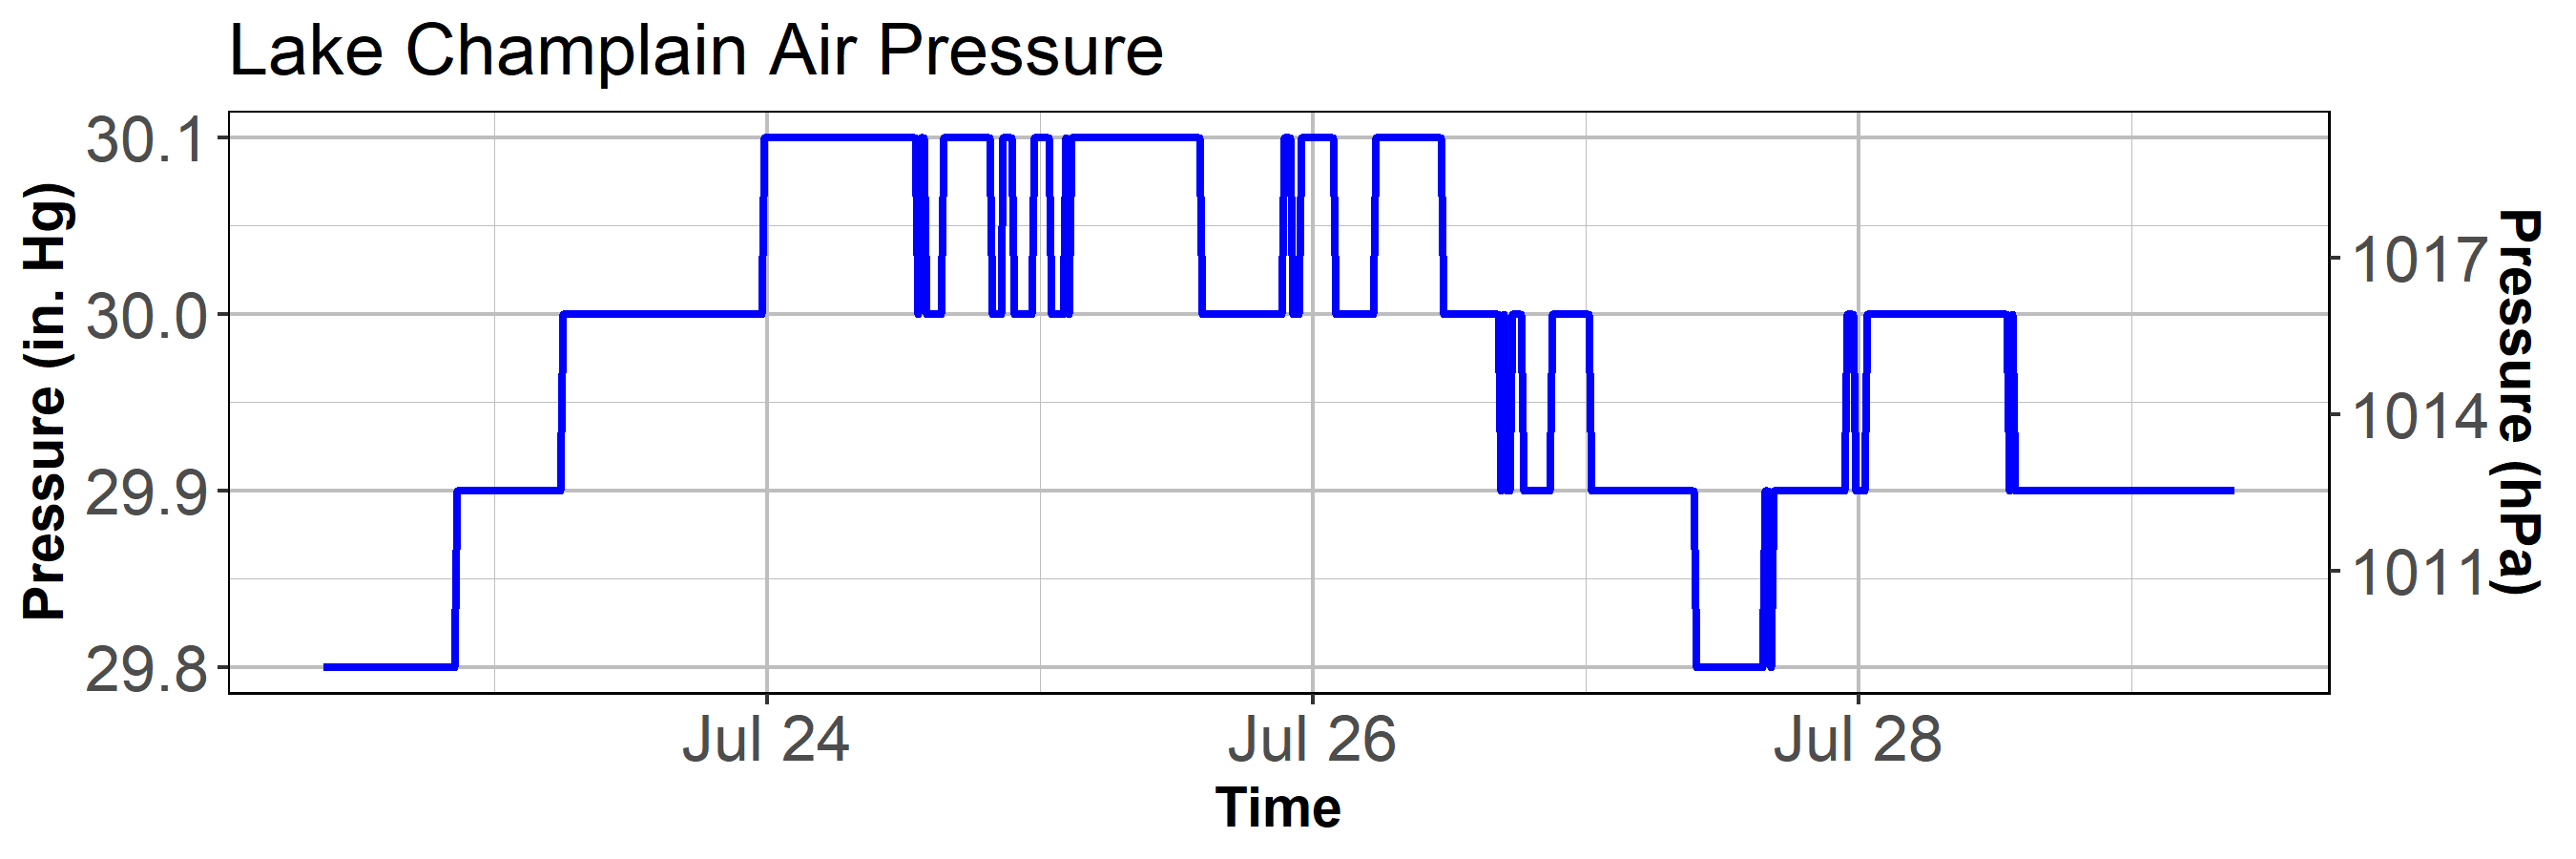 Lake Champlain Air Pressure
Pressure (in. Hg)
30.1
30.0
29.9
29.8
1017
1014
1011
Pressure (hPa)
Jul 24
Jul 26
Jul 28
Time